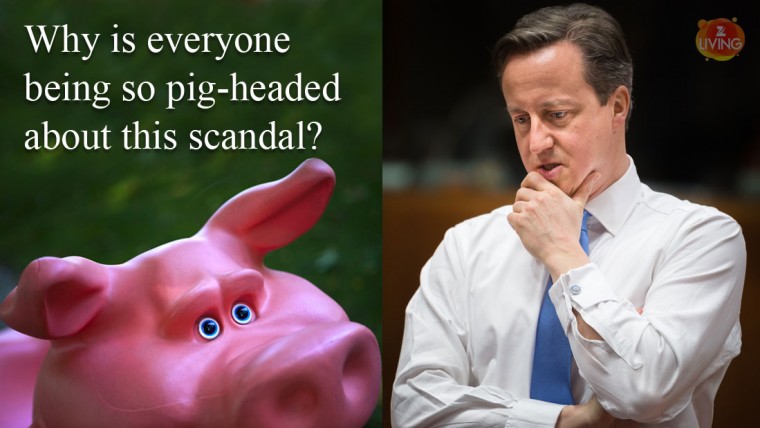 Why is everyone
being so pig-headed
about this scandal?
Z
LIVING